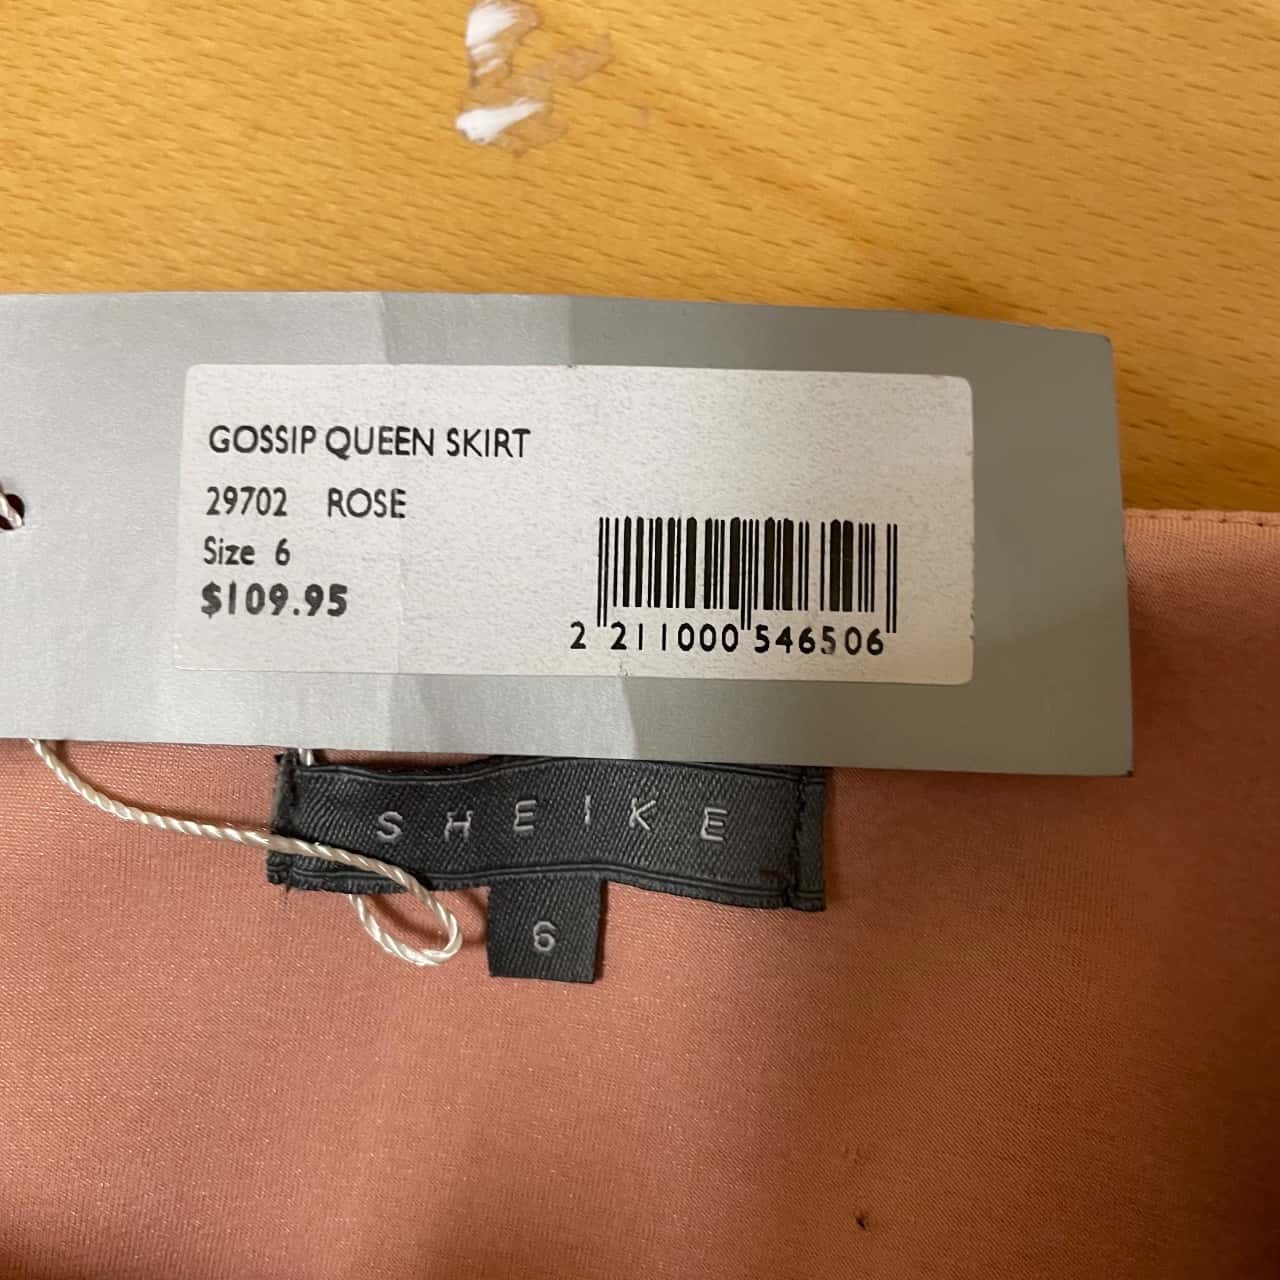 GOSSIP QUEEN SKIRT
29702 ROSE
Size 6
$109.95
2 211000 546506
SHEIKE
6